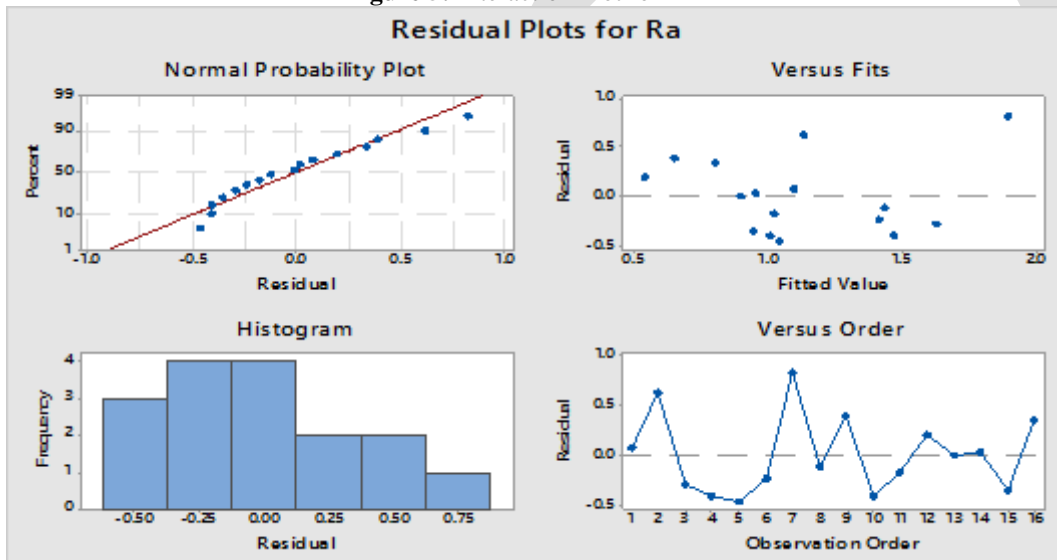 Residual Plots for Ra
Normal Probability Plot
99
90
50
10
1
Percent
-1.0 -0.5 0.0 0.5 1.0
Residual
Versus Fits
1.0
0.5
0.0
-0.5
Residual
0.5 1.0 1.5 2.0
Fitted Value
Histogram
4
3
2
1
0
Frequency
-0.50 -0.25 0.00 0.25 0.50 0.75
Residual
Versus Order
1.0
0.5
0.0
-0.5
Residual
1 2 3 4 5 6 7 8 9 10 11 12 13 14 15 16
Observation Order